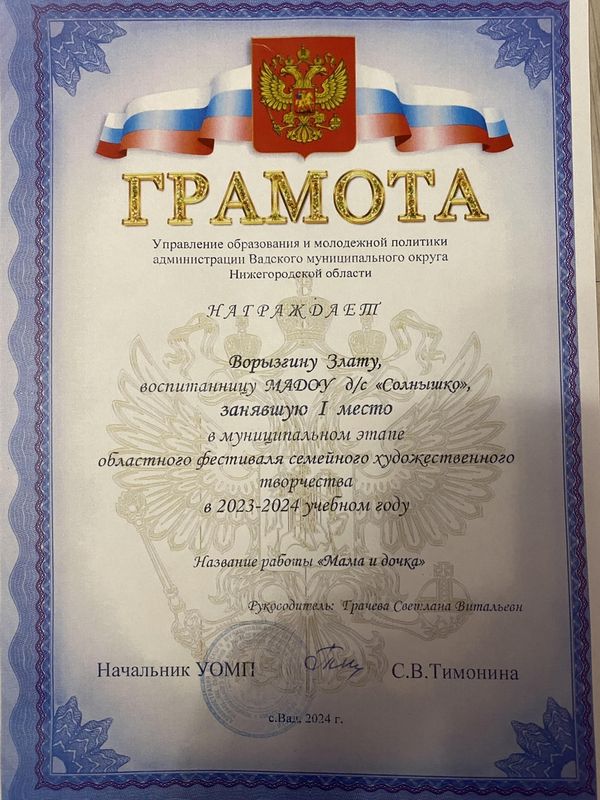 ГРАМОТА
Управление образования и молодежной политики
администрации Вадского муниципального округа
Нижегородской области
НАГРАЖДАЕТ
Ворызгину Злату,
воспитанницу МАДОУ д/с «Солнышко»,
занявшую I место
в муниципальном этапе
областного фестиваля семейного художественного
творчества
в 2023-2024 учебном году
Название работы «Мама и дочка»
Руководитель: Грачева Светлана Витальевн
Начальник УОМП С.В.Тимонина
с.Вад, 2024 г.